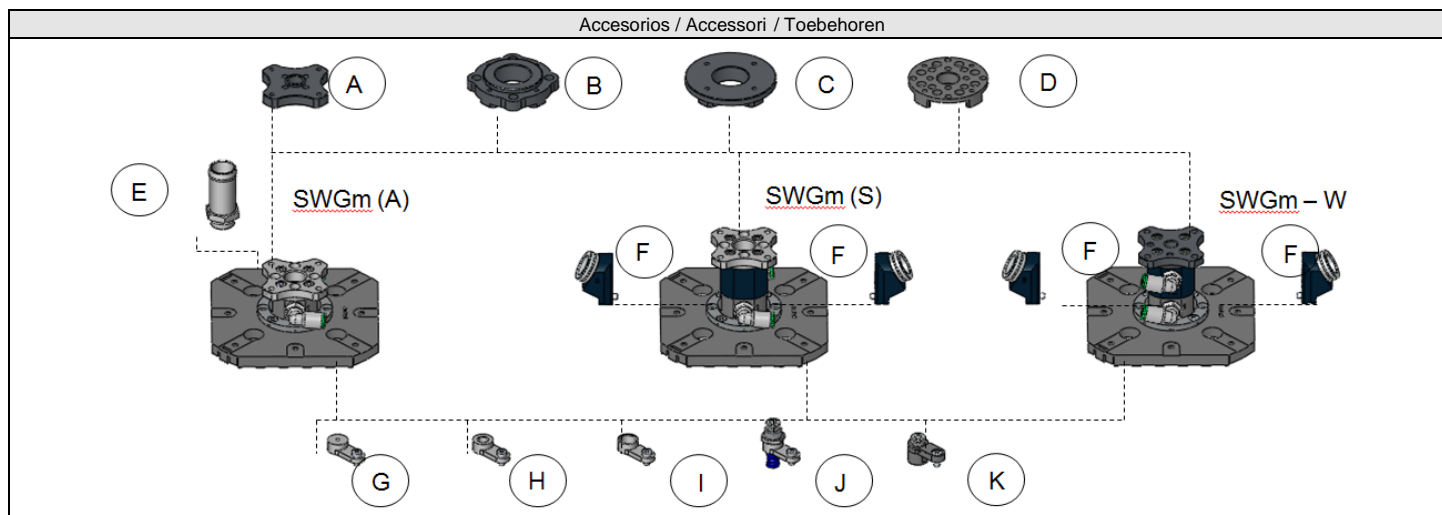 Accesorios / Accessori / Toebehoren
A
B
C
D
E
SWGm (A)
SWGm (S)
SWGm – W
F
F
F
F
G
H
I
J
K